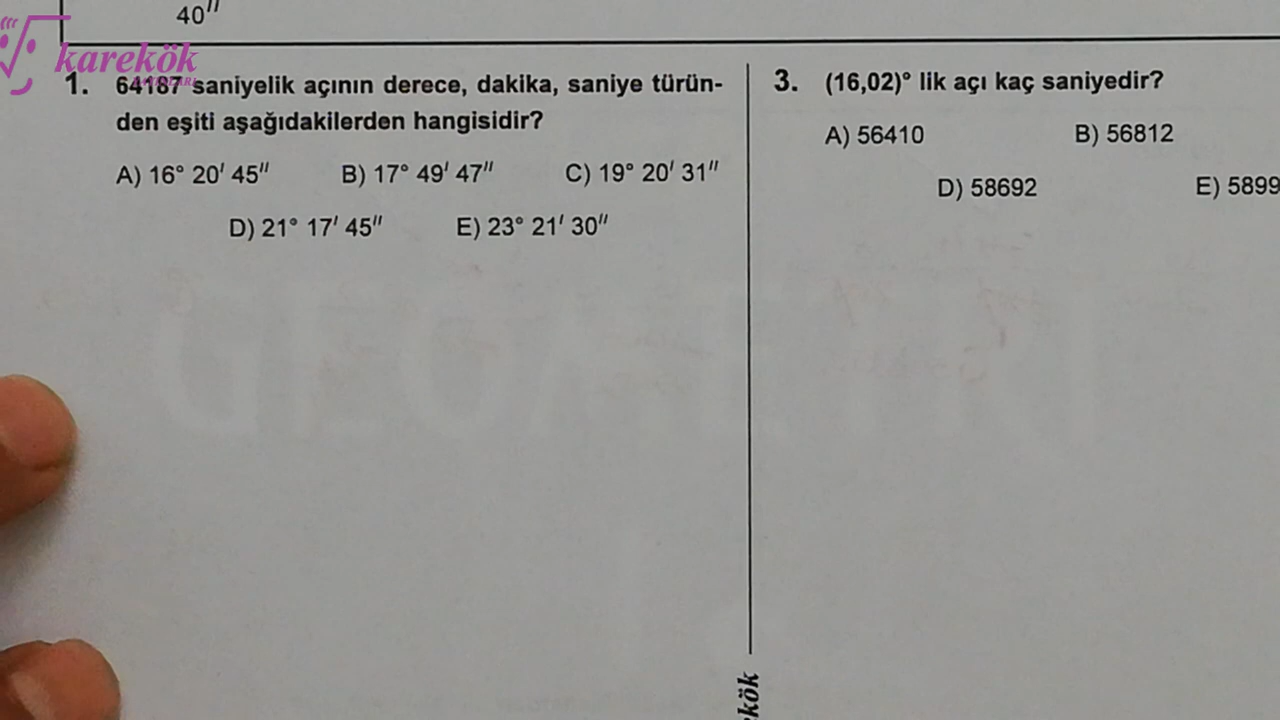 40''
karekök
1. 64187 saniyelik açının derece, dakika, saniye türün-
den eşiti aşağıdakilerden hangisidir?
A) 16° 20' 45'' B) 17° 49' 47'' C) 19° 20' 31''
D) 21° 17' 45'' E) 23° 21' 30''
3. (16,02)° lik açı kaç saniyedir?
A) 56410 B) 56812
D) 58692 E) 5899
kök